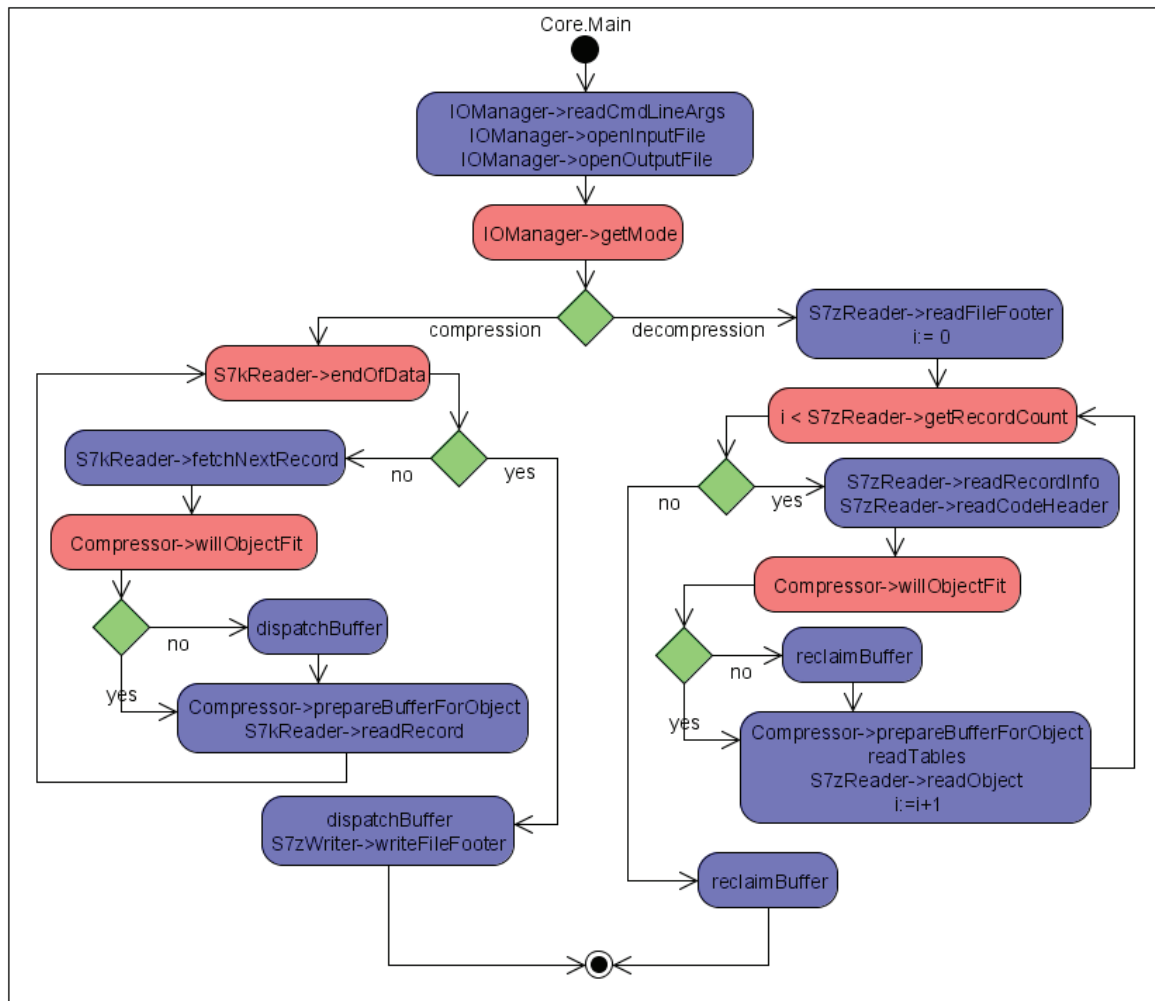 Core.Main
IOManager->readCmdLineArgs
IOManager->openInputFile
IOManager->openOutputFile
IOManager->getMode
compression
decompression
S7zReader->readFileFooter
i:= 0
S7kReader->endOfData
i < S7zReader->getRecordCount
S7kReader->fetchNextRecord
no
yes
no
yes
S7zReader->readRecordInfo
S7zReader->readCodeHeader
Compressor->willObjectFit
Compressor->willObjectFit
no
dispatchBuffer
yes
Compressor->prepareBufferForObject
S7kReader->readRecord
no
reclaimBuffer
yes
Compressor->prepareBufferForObject
readTables
S7zReader->readObject
i:=i+1
dispatchBuffer
S7zWriter->writeFileFooter
reclaimBuffer